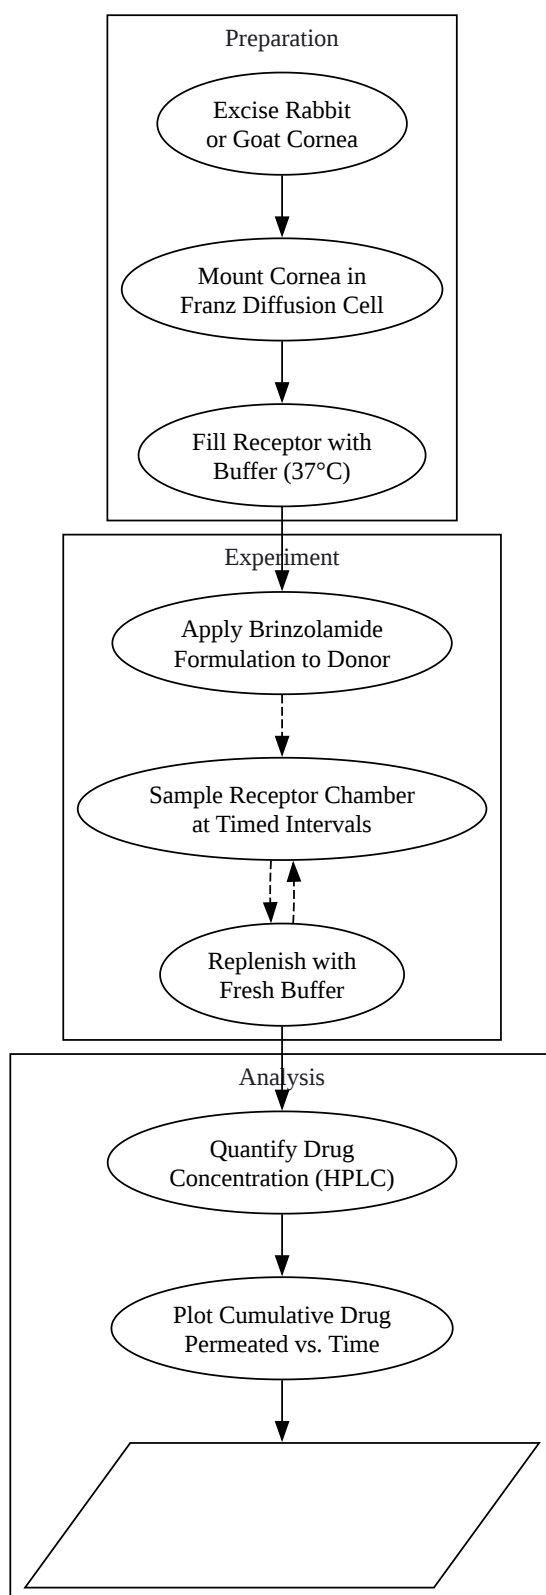 Preparation
Excise Rabbit
or Goat Cornea
Mount Cornea in
Franz Diffusion Cell
Fill Receptor with
Buffer (37°C)
Experiment
Apply Brinzolamide
Formulation to Donor
Sample Receptor Chamber
at Timed Intervals
Replenish with
Fresh Buffer
Analysis
Quantify Drug
Concentration (HPLC)
Plot Cumulative Drug
Permeated vs. Time